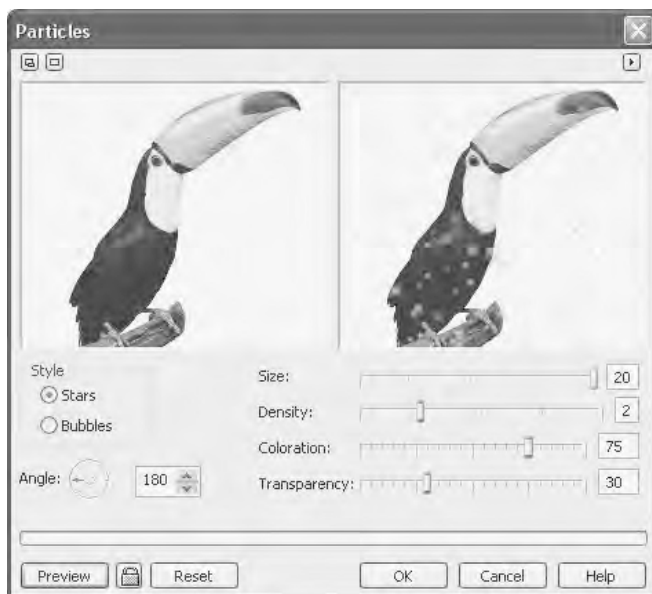 Particles
Style
Stars
Bubbles
Angle: 180
Size: 20
Density: 2
Coloration: 75
Transparency: 30
Preview Reset OK Cancel Help